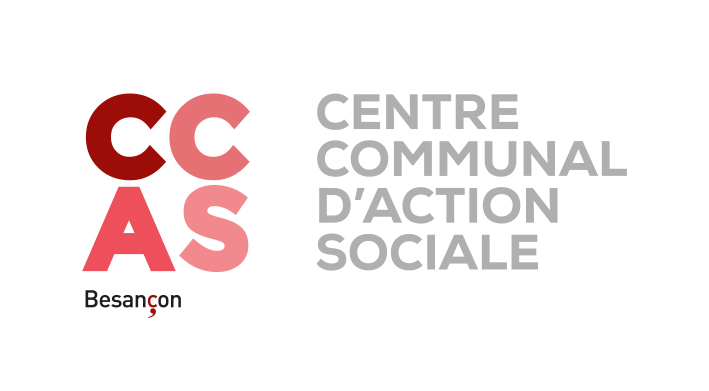 CC
AS
Besançon
CENTRE
COMMUNAL
D'ACTION
SOCIALE